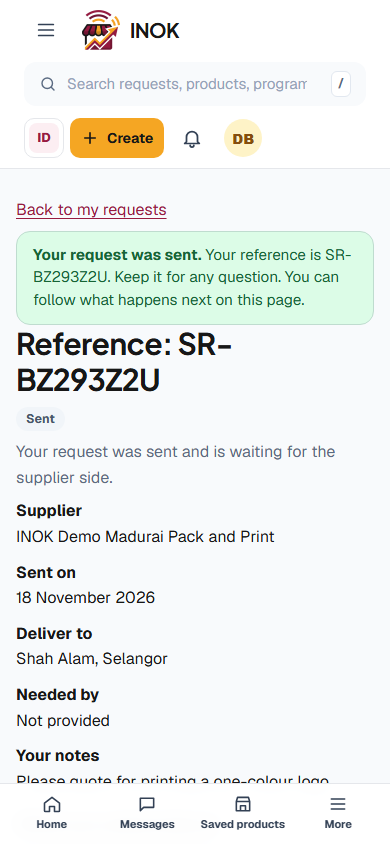 INOK
Search requests, products, program
/
ID
+ Create
DB
Back to my requests
Your request was sent. Your reference is SR-
BZ293Z2U. Keep it for any question. You can
follow what happens next on this page.
Reference: SR-
BZ293Z2U
Sent
Your request was sent and is waiting for the
supplier side.
Supplier
INOK Demo Madurai Pack and Print
Sent on
18 November 2026
Deliver to
Shah Alam, Selangor
Needed by
Not provided
Your notes
Please quote for printing a one-colour logo
Home
Messages
Saved products
More